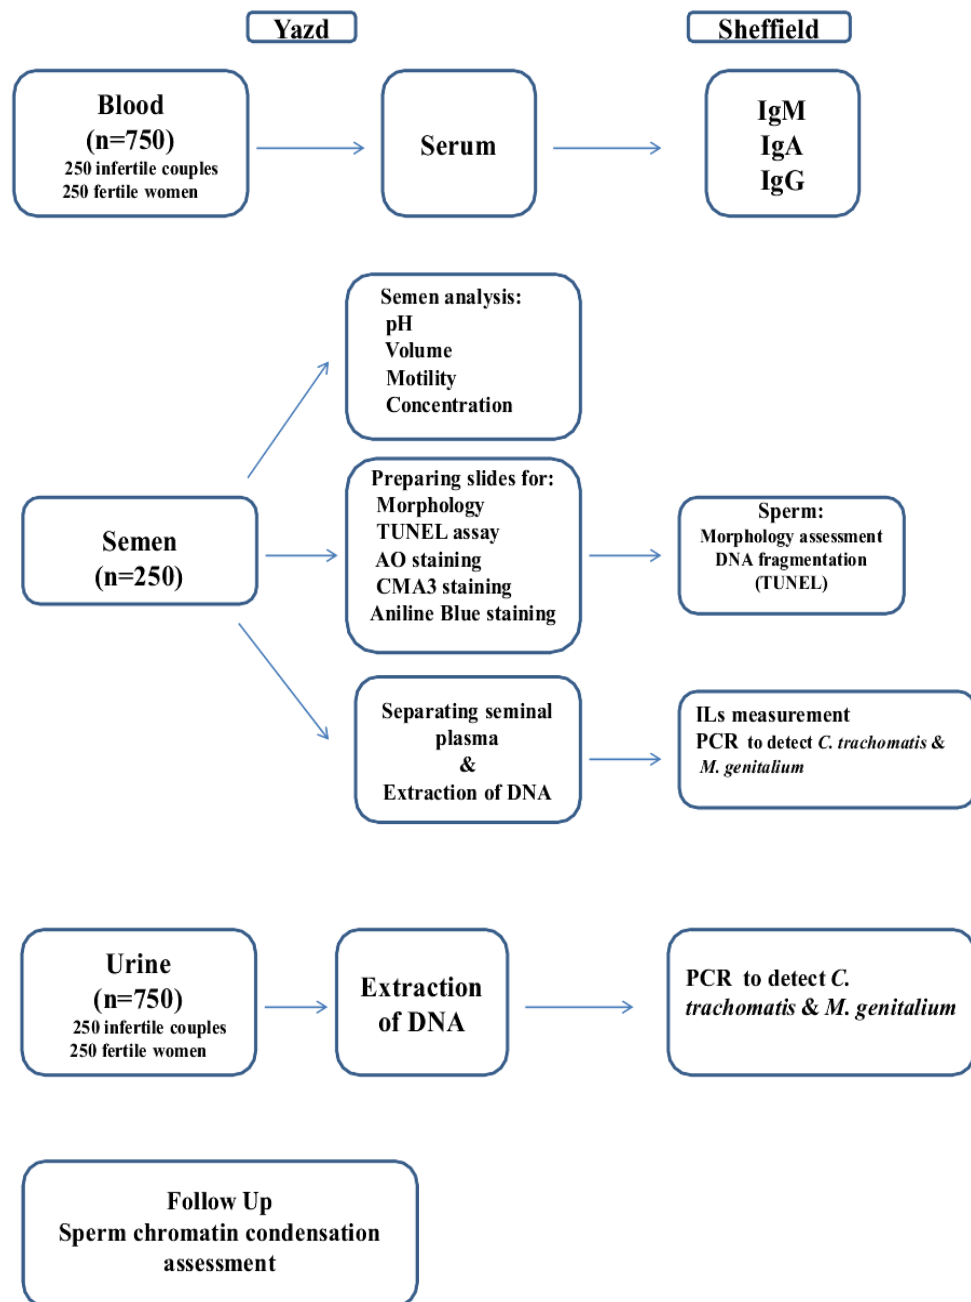 Yazd
Sheffield
Blood
(n=750)
250 infertile couples
250 fertile women
Serum
IgM
IgA
IgG
Semen analysis:
pH
Volume
Motility
Concentration
Semen
(n=250)
Preparing slides for:
Morphology
TUNEL assay
AO staining
CMA3 staining
Aniline Blue staining
Sperm:
Morphology assessment
DNA fragmentation
(TUNEL)
Separating seminal
plasma
&
Extraction of DNA
ILs measurement
PCR to detect C. trachomatis &
M. genitalium
Urine
(n=750)
250 infertile couples
250 fertile women
Extraction
of DNA
PCR to detect C.
trachomatis & M. genitalium
Follow Up
Sperm chromatin condensation
assessment